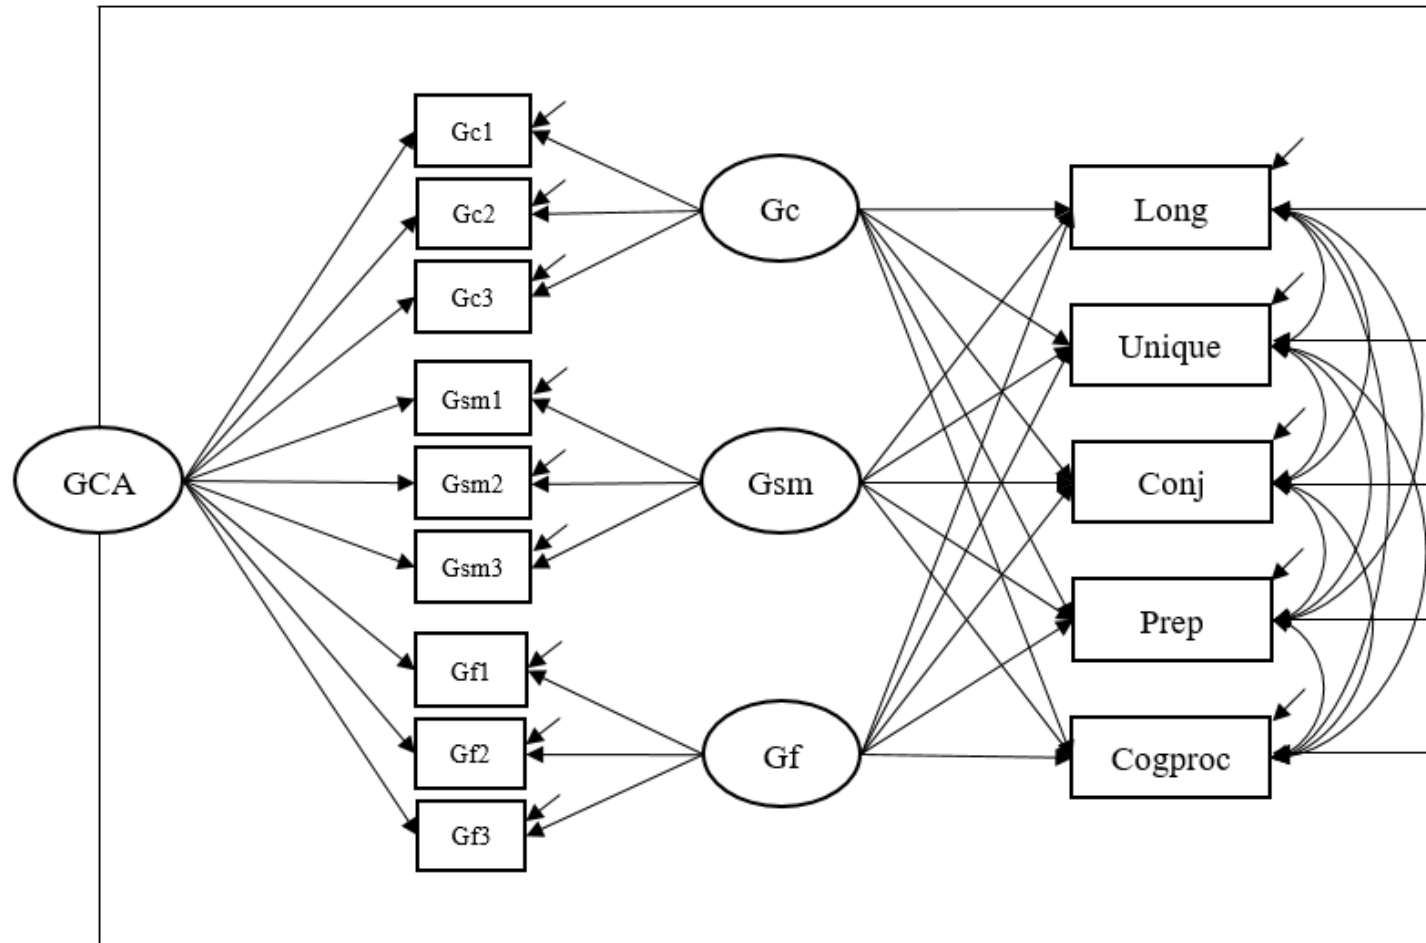 Gc1
Gc2
Gc3
Gsm1
Gsm2
Gsm3
Gf1
Gf2
Gf3
GCA
Gc
Gsm
Gf
Long
Unique
Conj
Prep
Cogproc